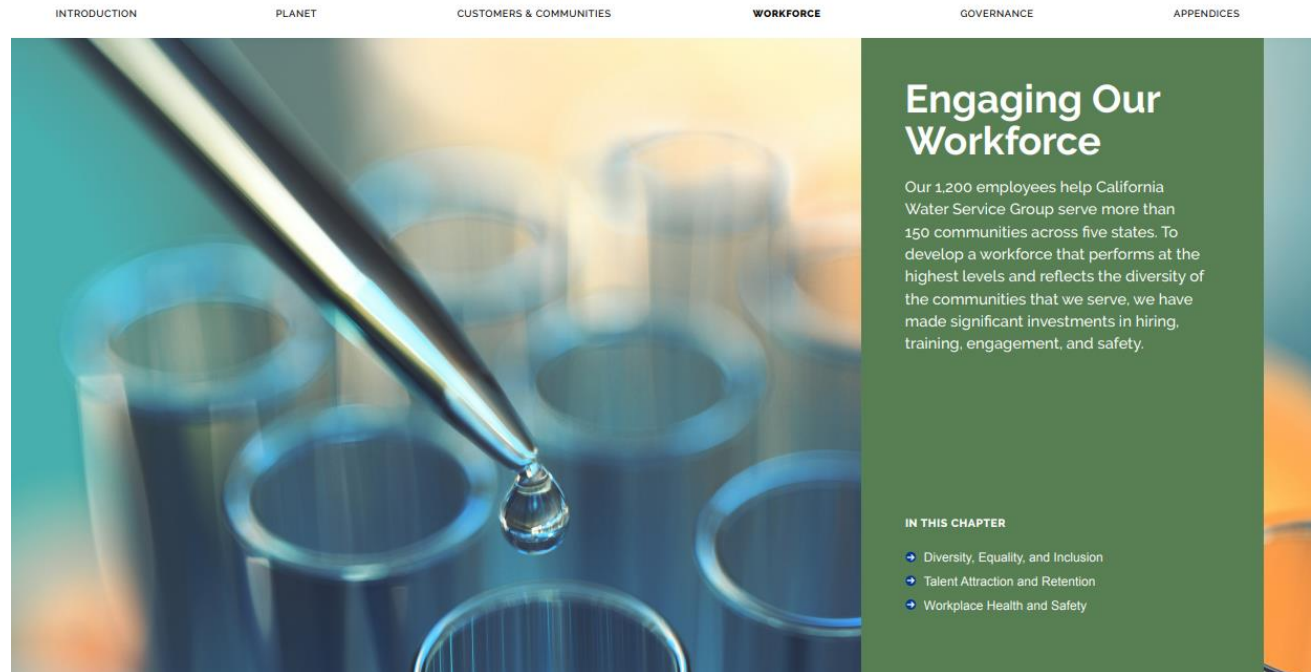 INTRODUCTION
PLANET
CUSTOMERS & COMMUNITIES
WORKFORCE
GOVERNANCE
APPENDICES
Engaging Our
Workforce
Our 1,200 employees help California
Water Service Group serve more than
150 communities across five states. To
develop a workforce that performs at the
highest levels and reflects the diversity of
the communities that we serve, we have
made significant investments in hiring,
training, engagement, and safety.
IN THIS CHAPTER
Diversity, Equality, and Inclusion
Talent Attraction and Retention
Workplace Health and Safety